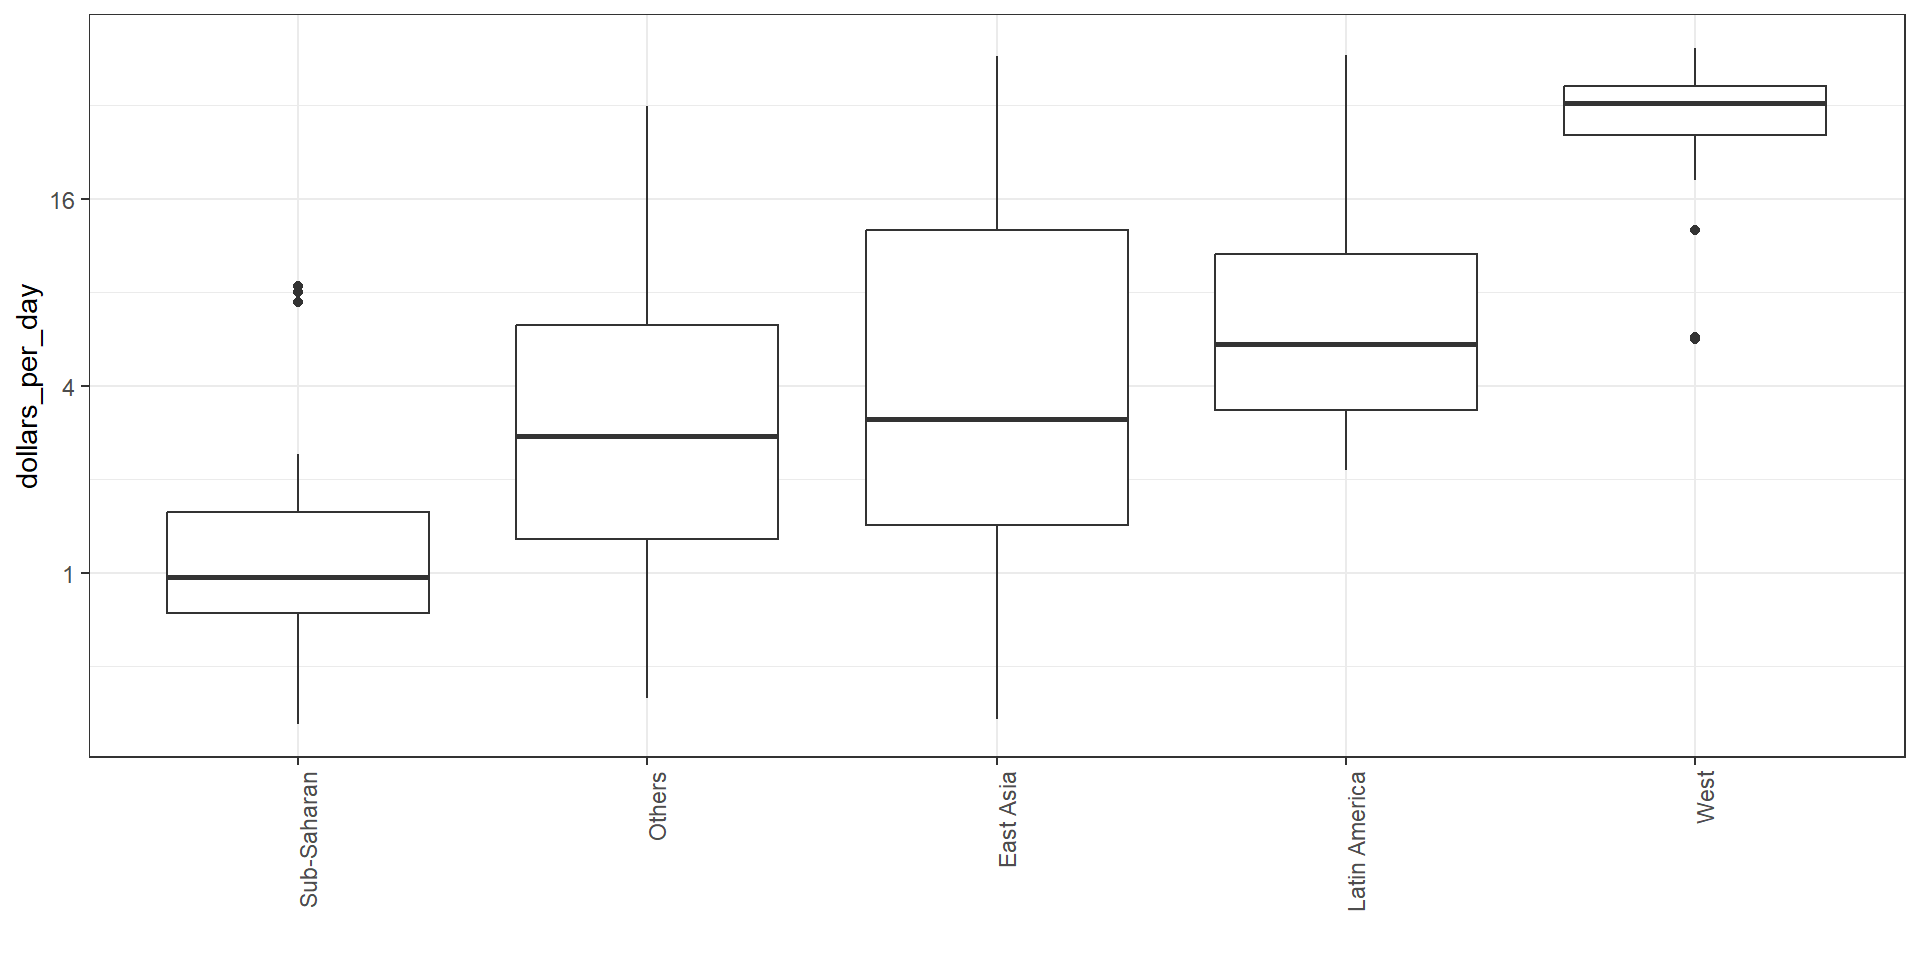 dollars_per_day
16
4
1
Sub-Saharan
Others
East Asia
Latin America
West